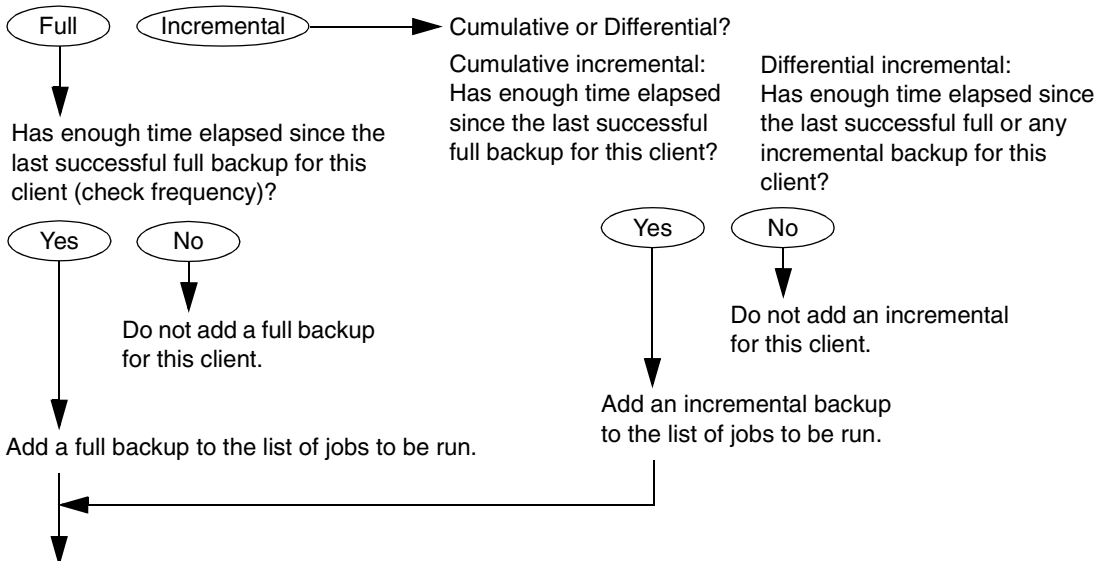 Full
Incremental
Cumulative or Differential?
Cumulative incremental:
Has enough time elapsed
since the last successful
full backup for this client?
Differential incremental:
Has enough time elapsed since
the last successful full or any
incremental backup for this
client?
Has enough time elapsed since the
last successful full backup for this
client (check frequency)?
Yes
No
Yes
No
Do not add a full backup
for this client.
Do not add an incremental
for this client.
Add an incremental backup
to the list of jobs to be run.
Add a full backup to the list of jobs to be run.